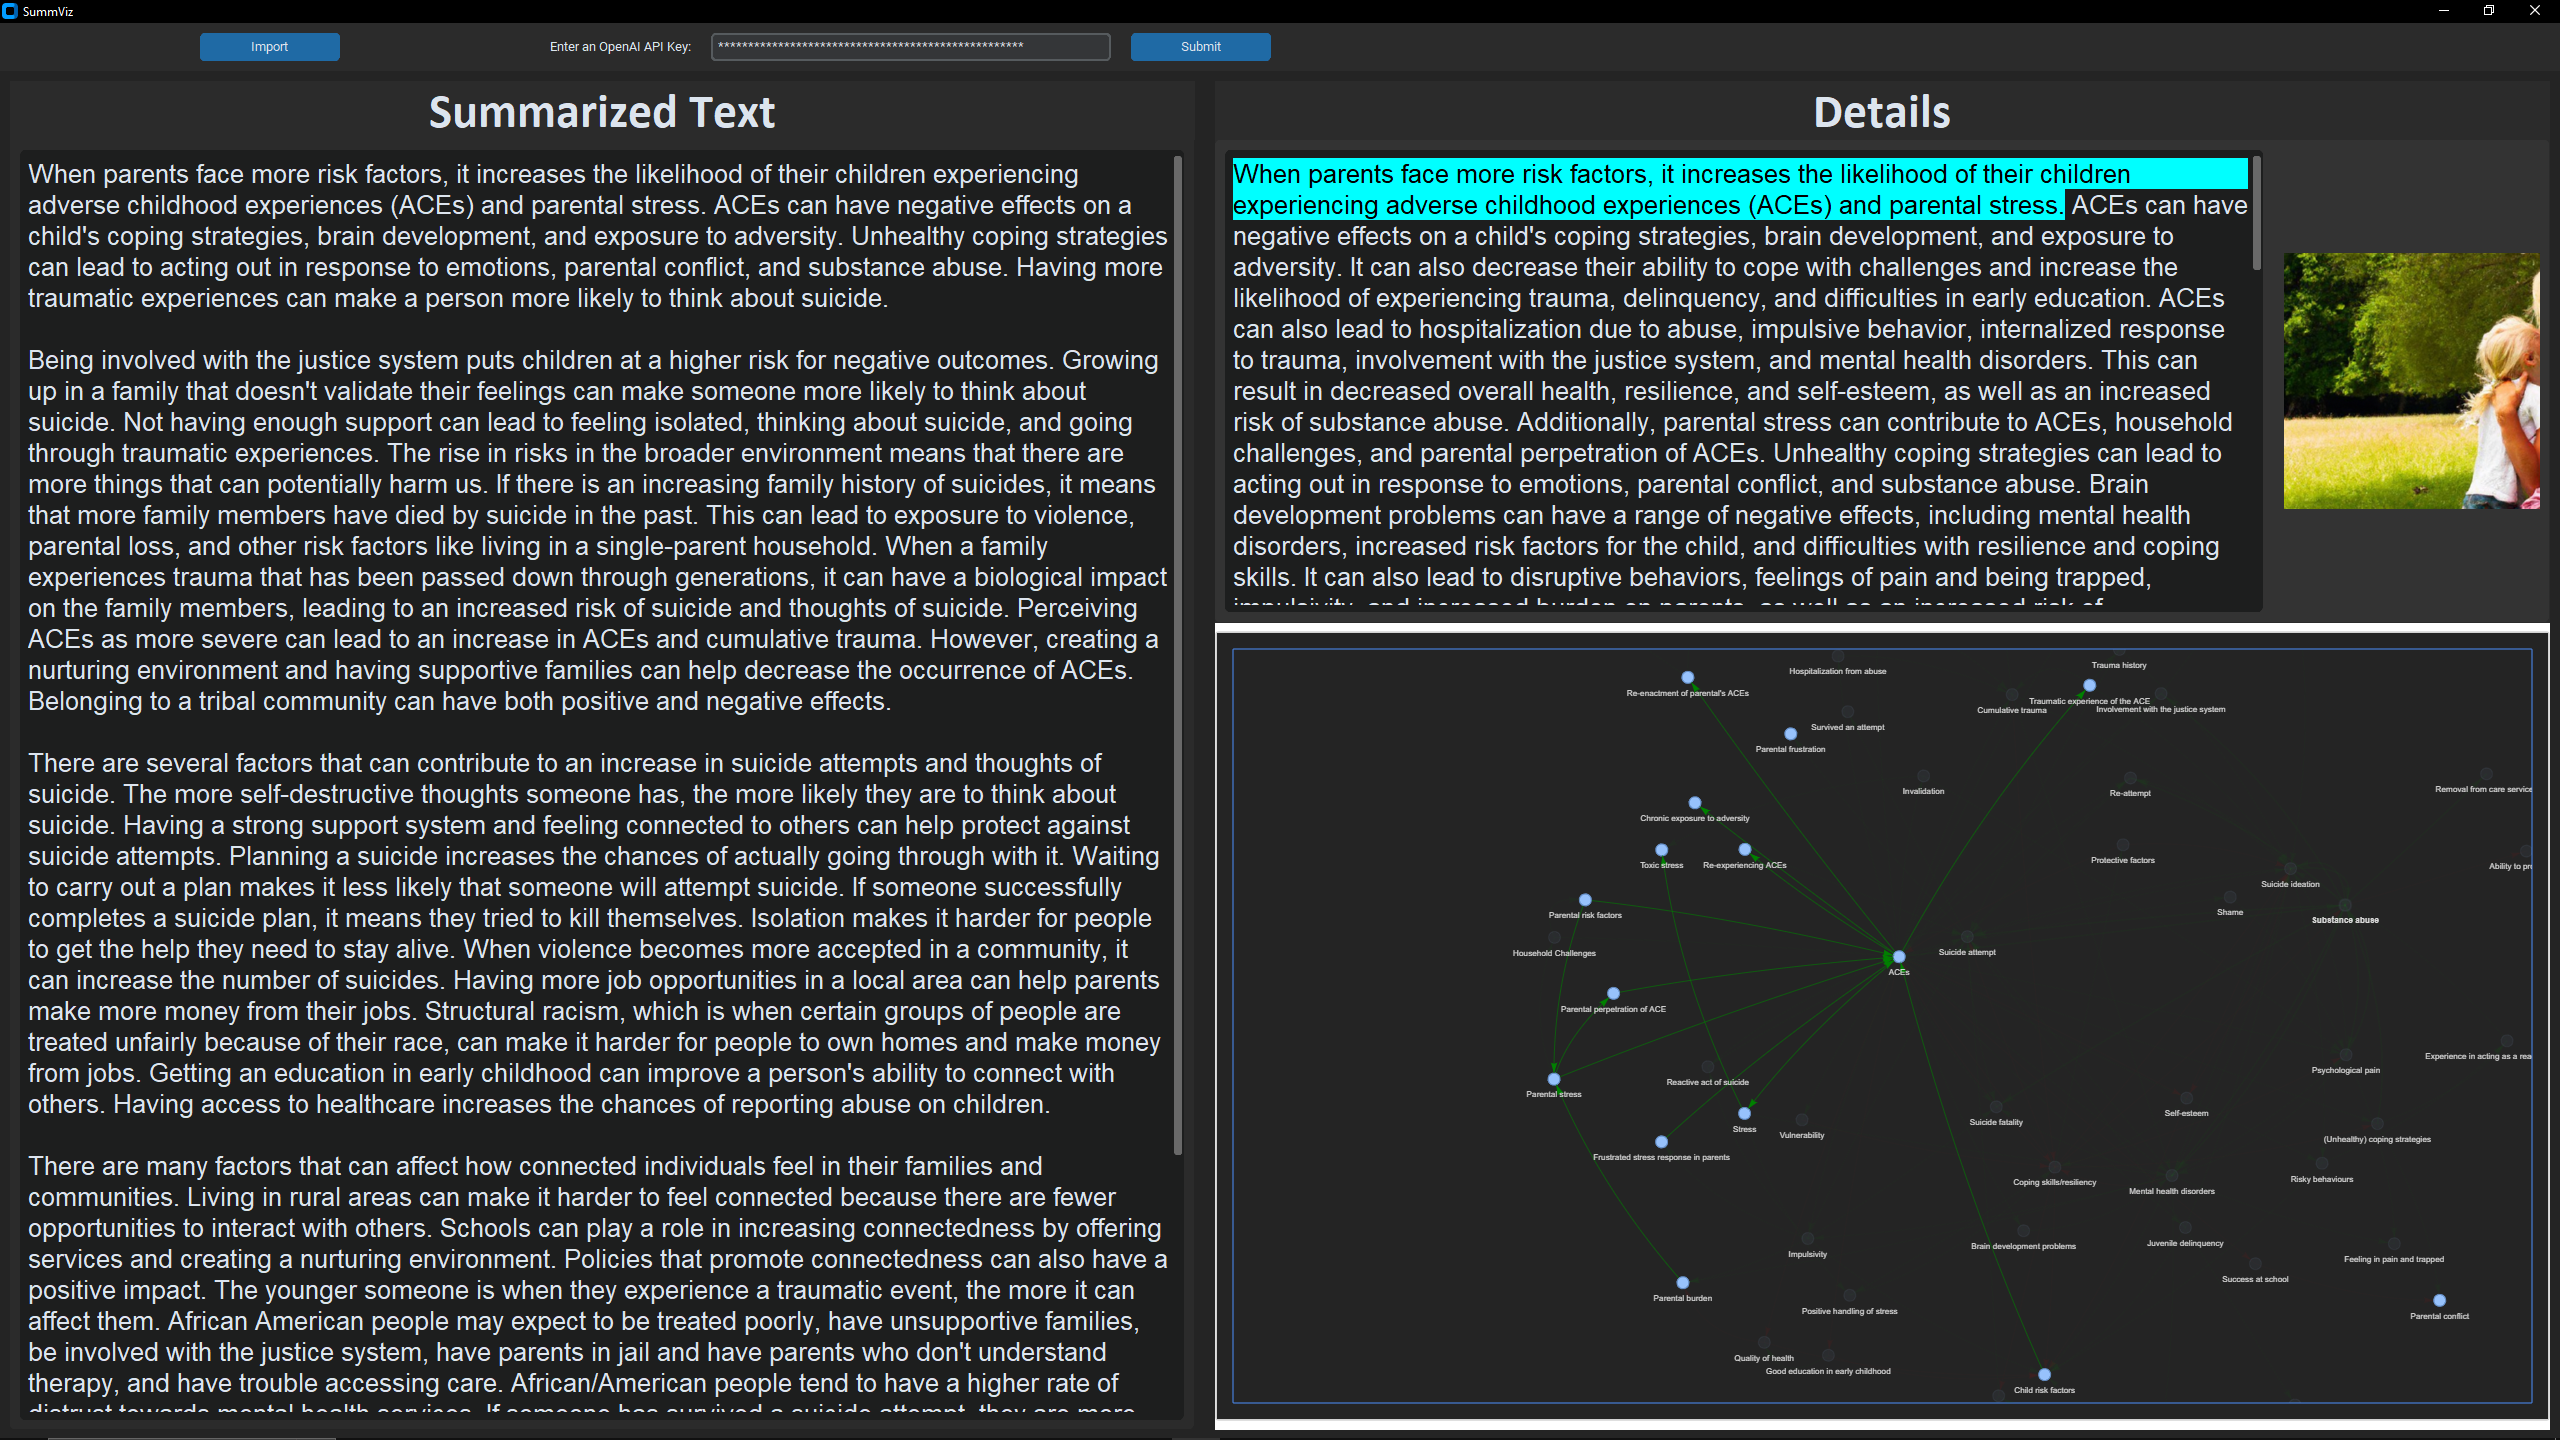 SummViz
Import
Enter an OpenAI API Key:
***************************************************
Submit
Summarized Text
When parents face more risk factors, it increases the likelihood of their children experiencing
adverse childhood experiences (ACEs) and parental stress. ACEs can have negative effects on a
child's coping strategies, brain development, and exposure to adversity. Unhealthy coping strategies
can lead to acting out in response to emotions, parental conflict, and substance abuse. Having more
traumatic experiences can make a person more likely to think about suicide.
Being involved with the justice system puts children at a higher risk for negative outcomes. Growing
up in a family that doesn't validate their feelings can make someone more likely to think about
suicide. Not having enough support can lead to feeling isolated, thinking about suicide, and going
through traumatic experiences. The rise in risks in the broader environment means that there are
more things that can potentially harm us. If there is an increasing family history of suicides, it means
that more family members have died by suicide in the past. This can lead to exposure to violence,
parental loss, and other risk factors like living in a single-parent household. When a family
experiences trauma that has been passed down through generations, it can have a biological impact
on the family members, leading to an increased risk of suicide and thoughts of suicide. Perceiving
ACEs as more severe can lead to an increase in ACEs and cumulative trauma. However, creating a
nurturing environment and having supportive families can help decrease the occurrence of ACEs.
Belonging to a tribal community can have both positive and negative effects.
There are several factors that can contribute to an increase in suicide attempts and thoughts of
suicide. The more self-destructive thoughts someone has, the more likely they are to think about
suicide. Having a strong support system and feeling connected to others can help protect against
suicide attempts. Planning a suicide increases the chances of actually going through with it. Waiting
to carry out a plan makes it less likely that someone will attempt suicide. If someone successfully
completes a suicide plan, it means they tried to kill themselves. Isolation makes it harder for people
to get the help they need to stay alive. When violence becomes more accepted in a community, it
can increase the number of suicides. Having more job opportunities in a local area can help parents
make more money from their jobs. Structural racism, which is when certain groups of people are
treated unfairly because of their race, can make it harder for people to own homes and make money
from jobs. Getting an education in early childhood can improve a person's ability to connect with
others. Having access to healthcare increases the chances of reporting abuse on children.
There are many factors that can affect how connected individuals feel in their families and
communities. Living in rural areas can make it harder to feel connected because there are fewer
opportunities to interact with others. Schools can play a role in increasing connectedness by offering
services and creating a nurturing environment. Policies that promote connectedness can also have a
positive impact. The younger someone is when they experience a traumatic event, the more it can
affect them. African American people may expect to be treated poorly, have unsupportive families,
be involved with the justice system, have parents in jail and have parents who don't understand
therapy, and have trouble accessing care. African/American people tend to have a higher rate of
distrust towards mental health services. If someone has survived a suicide attempt, they are more
Details
When parents face more risk factors, it increases the likelihood of their children
experiencing adverse childhood experiences (ACEs) and parental stress. ACEs can have
negative effects on a child's coping strategies, brain development, and exposure to
adversity. It can also decrease their ability to cope with challenges and increase the
likelihood of experiencing trauma, delinquency, and difficulties in early education. ACEs
can also lead to hospitalization due to abuse, impulsive behavior, internalized response
to trauma, involvement with the justice system, and mental health disorders. This can
result in decreased overall health, resilience, and self-esteem, as well as an increased
risk of substance abuse. Additionally, parental stress can contribute to ACEs, household
challenges, and parental perpetration of ACEs. Unhealthy coping strategies can lead to
acting out in response to emotions, parental conflict, and substance abuse. Brain
development problems can have a range of negative effects, including mental health
disorders, increased risk factors for the child, and difficulties with resilience and coping
skills. It can also lead to disruptive behaviors, feelings of pain and being trapped,
impulsivity, and increased burden on parents, as well as an increased risk of
Trauma history
Hospitalization from abuse
Re-enactment of parental's ACEs
Traumatic experience of the ACE
Cumulative trauma
Involvement with the justice system
Survived an attempt
Parental frustration
Invalidation
Re-attempt
Removal from care service
Chronic exposure to adversity
Protective factors
Toxic stress
Re-experiencing ACEs
Ability to pr
Suicide ideation
Parental risk factors
Shame
Substance abuse
Household Challenges
Suicide attempt
ACEs
Parental perpetration of ACE
Experience in acting as a rea
Psychological pain
Reactive act of suicide
Parental stress
Self-esteem
Suicide fatality
Stress
Vulnerability
(Unhealthy) coping strategies
Frustrated stress response in parents
Risky behaviours
Coping skills/resiliency
Mental health disorders
Juvenile delinquency
Brain development problems
Impulsivity
Feeling in pain and trapped
Success at school
Parental burden
Positive handling of stress
Parental conflict
Quality of health
Good education in early childhood
Child risk factors